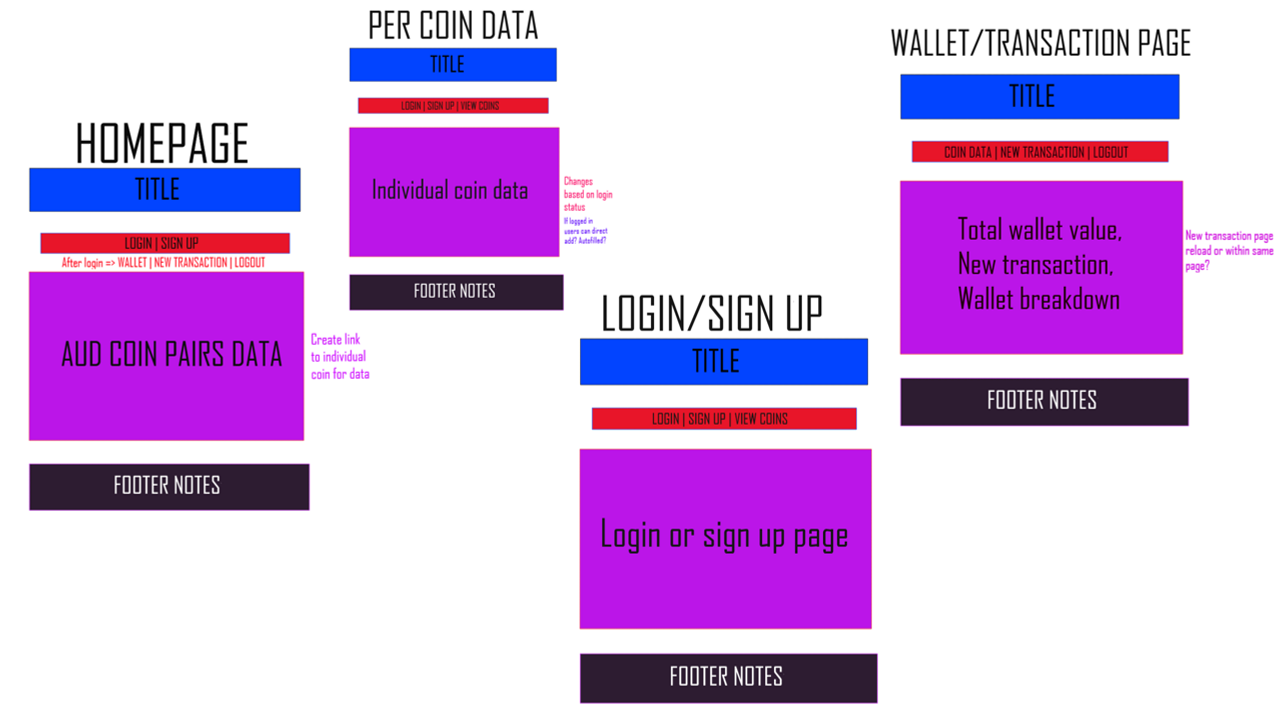 HOMEPAGE
TITLE
LOGIN | SIGN UP
After login => WALLET | NEW TRANSACTION | LOGOUT
AUD COIN PAIRS DATA
Create link
to individual
coin for data
FOOTER NOTES
PER COIN DATA
TITLE
LOGIN | SIGN UP | VIEW COINS
Individual coin data
Changes
based on login
status
If logged in
users can direct
add? Autofilled?
FOOTER NOTES
LOGIN/SIGN UP
TITLE
LOGIN | SIGN UP | VIEW COINS
Login or sign up page
FOOTER NOTES
WALLET/TRANSACTION PAGE
TITLE
COIN DATA | NEW TRANSACTION | LOGOUT
Total wallet value,
New transaction,
Wallet breakdown
New transaction page
reload or within same
page?
FOOTER NOTES